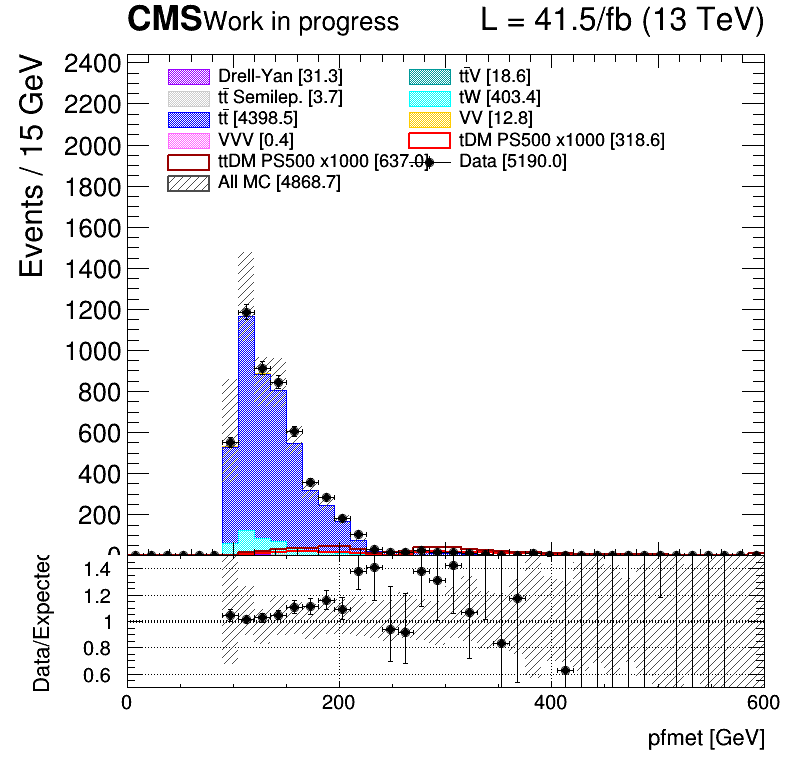 CMS Work in progress L = 41.5/fb (13 TeV)
Events / 15 GeV
2400
2200
2000
1800
1600
1400
1200
1000
800
600
400
200
0
Drell-Yan [31.3] tt̄V [18.6]
tt̄ Semilep. [3.7] tW [403.4]
tt̄ [4398.5] VV [12.8]
VVV [0.4] tDM PS500 x1000 [318.6]
ttDM PS500 x1000 [637.0] Data [5190.0]
All MC [4868.7]
Data/Expected
1.4
1.2
1
0.8
0.6
0 200 400 600
pfmet [GeV]